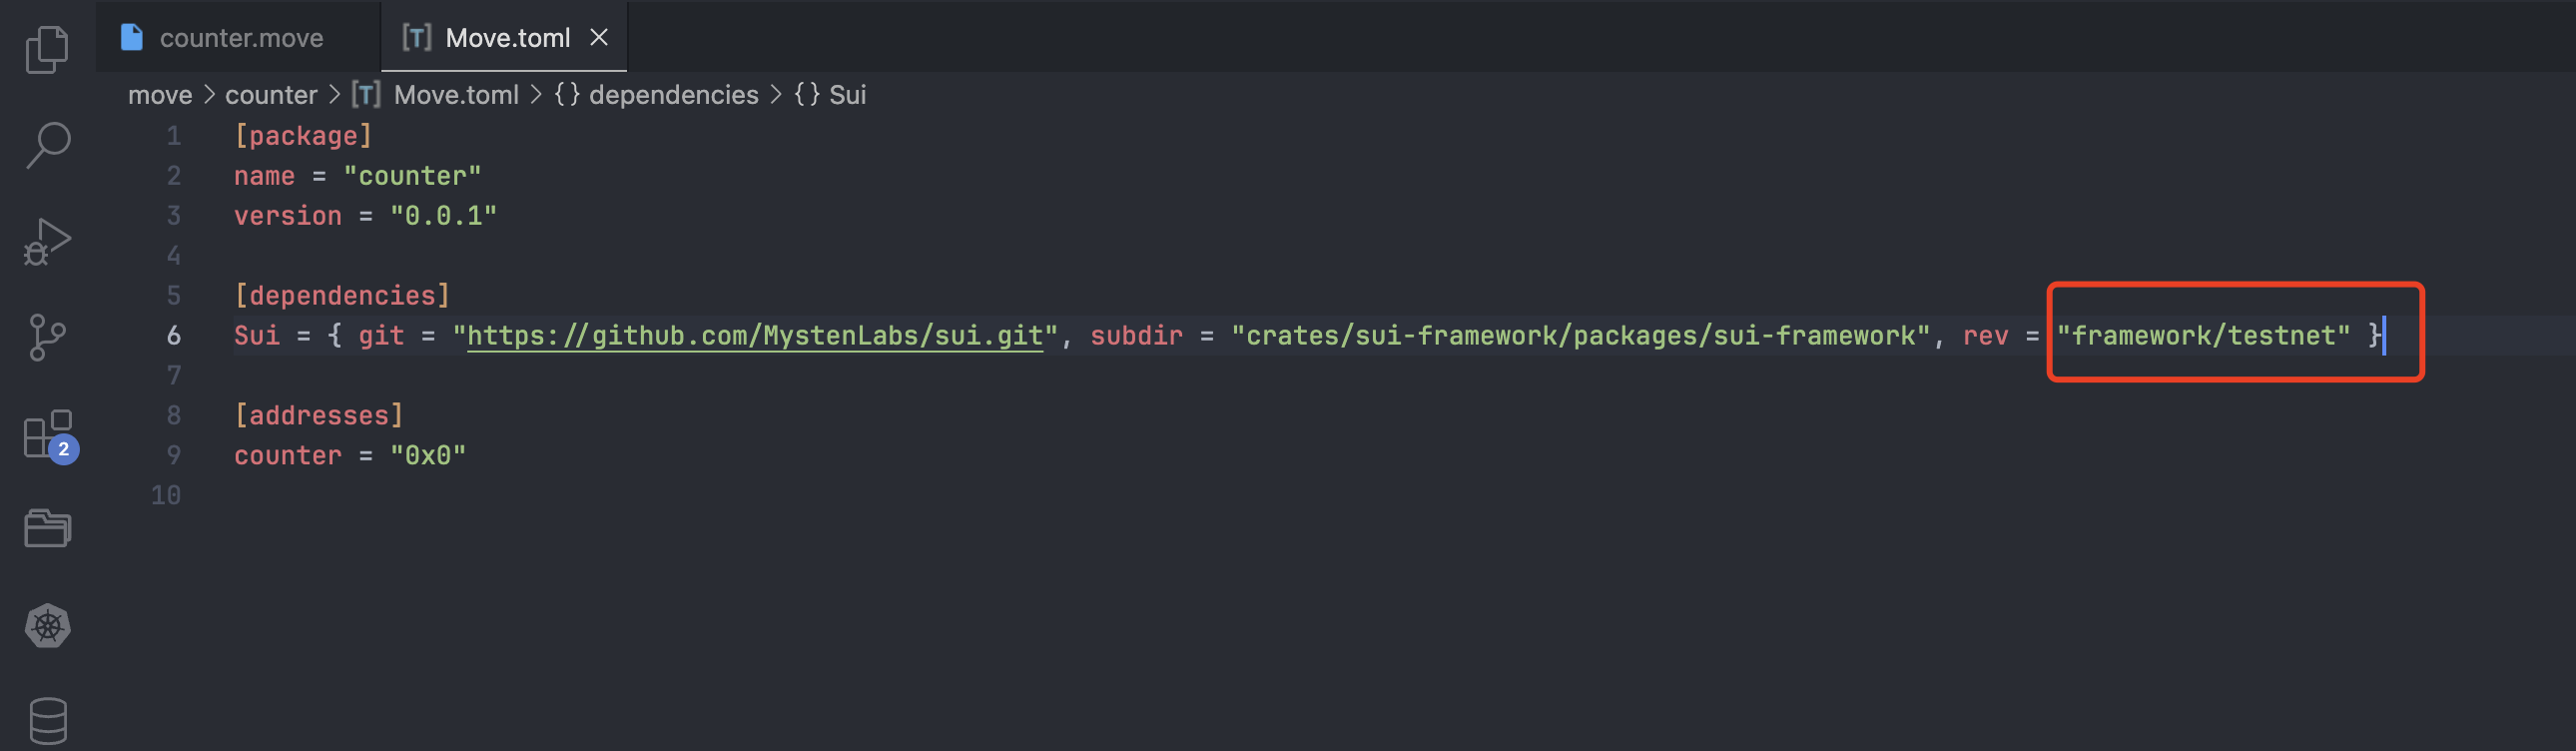 counter.move
[T] Move.toml ×
move > counter > [T] Move.toml > {} dependencies > {} Sui
1 [package]
2 name = "counter"
3 version = "0.0.1"
4
5 [dependencies]
6 Sui = { git = "https://github.com/MystenLabs/sui.git", subdir = "crates/sui-framework/packages/sui-framework", rev = "framework/testnet" }
7
8 [addresses]
9 counter = "0x0"
10
2